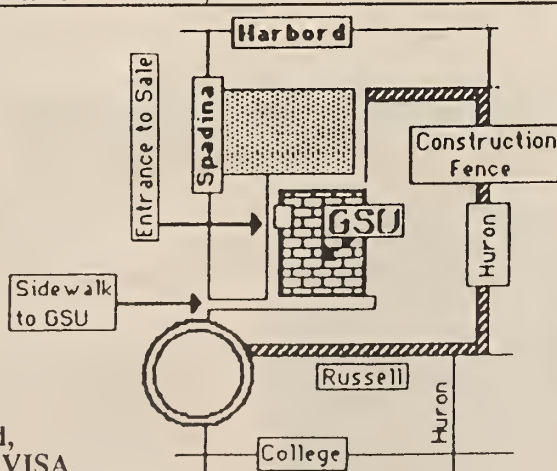 Harbord
Entrance to Sale
Spadina
Construction
Fence
GSU
Huron
Sidewalk
to GSU
Russell
Huron
College
VISA